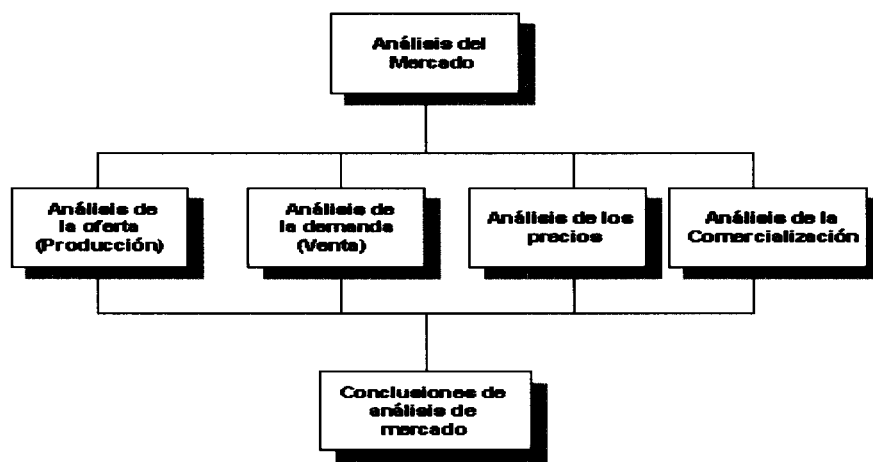 Análisis del
Mercado
Análisis de
la oferta
(Producción)
Análisis de
la demanda
(Venta)
Análisis de los
precios
Análisis de la
Comercialización
Conclusiones de
análisis de
mercado